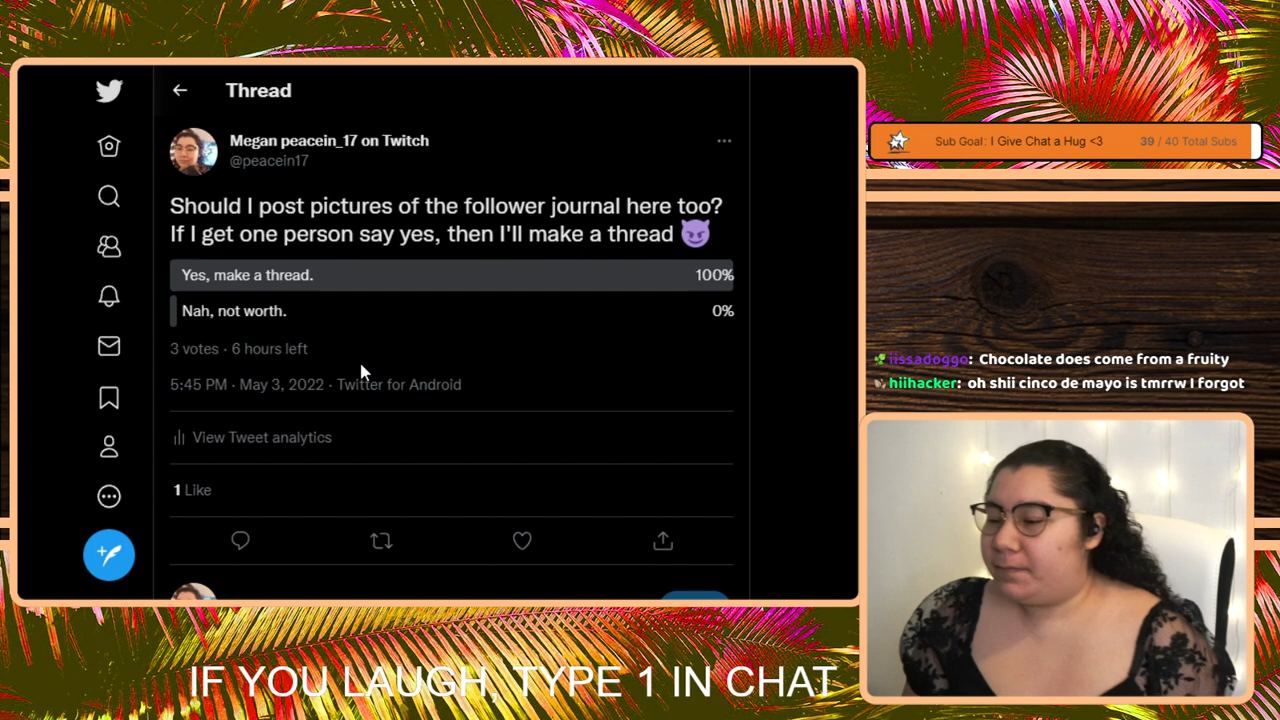 Thread
Megan peacein_17 on Twitch
@peacein17
Should I post pictures of the follower journal here too?
If I get one person say yes, then I'll make a thread 😈
Yes, make a thread. 100%
Nah, not worth. 0%
3 votes · 6 hours left
5:45 PM · May 3, 2022 · Twitter for Android
View Tweet analytics
1 Like
Sub Goal: I Give Chat a Hug <3 39 / 40 Total Subs
iissadoggo: Chocolate does come from a fruity
hiihacker: oh shii cinco de mayo is tmrrw I forgot
IF YOU LAUGH, TYPE 1 IN CHAT